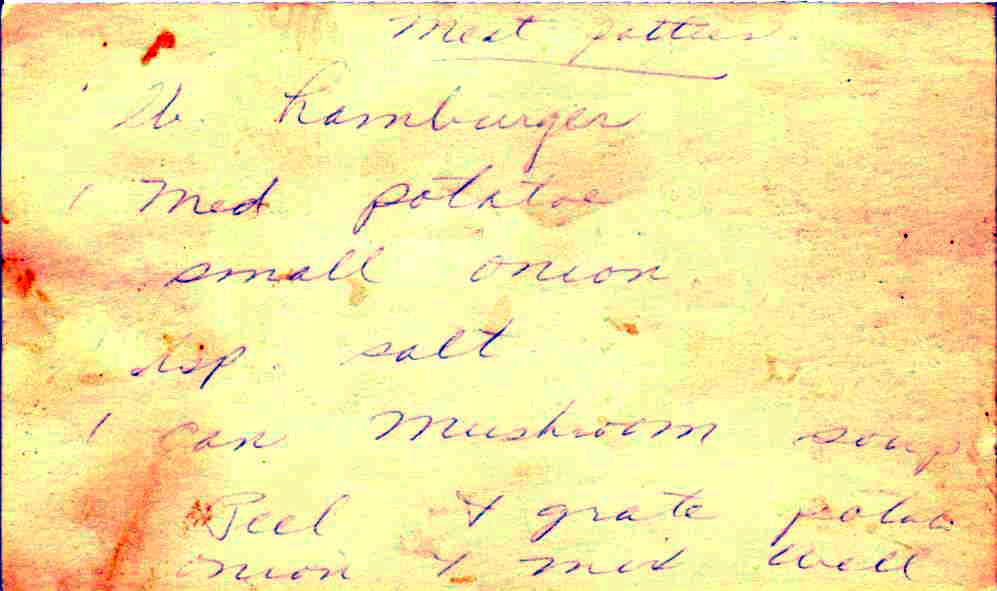 Meat patties
1 lb. hamburger
1 Med potatoe
small onion
tsp. salt
1 can Mushroom soup
Peel & grate potato
onion & mix well